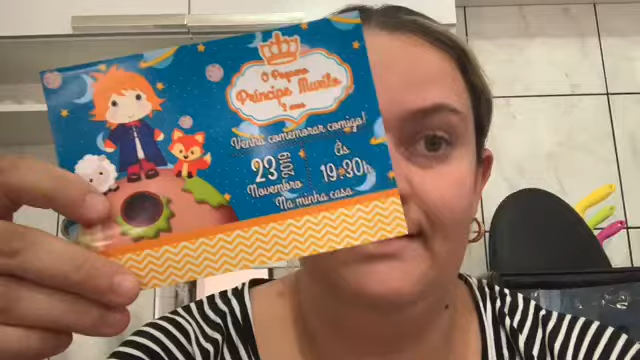 O Pequeno
Príncipe Murilo
2 anos
Venha comemorar comigo!
23
2019
Novembro
Às
19:30h
Na minha casa